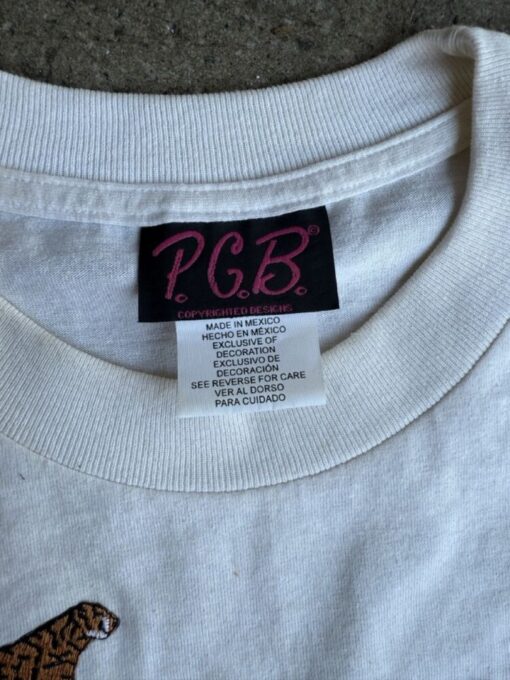 P.G.B.©
COPYRIGHTED DESIGNS
MADE IN MEXICO
HECHO EN MÉXICO
EXCLUSIVE OF
DECORATION
EXCLUSIVO DE
DECORACIÓN
SEE REVERSE FOR CARE
VER AL DORSO
PARA CUIDADO